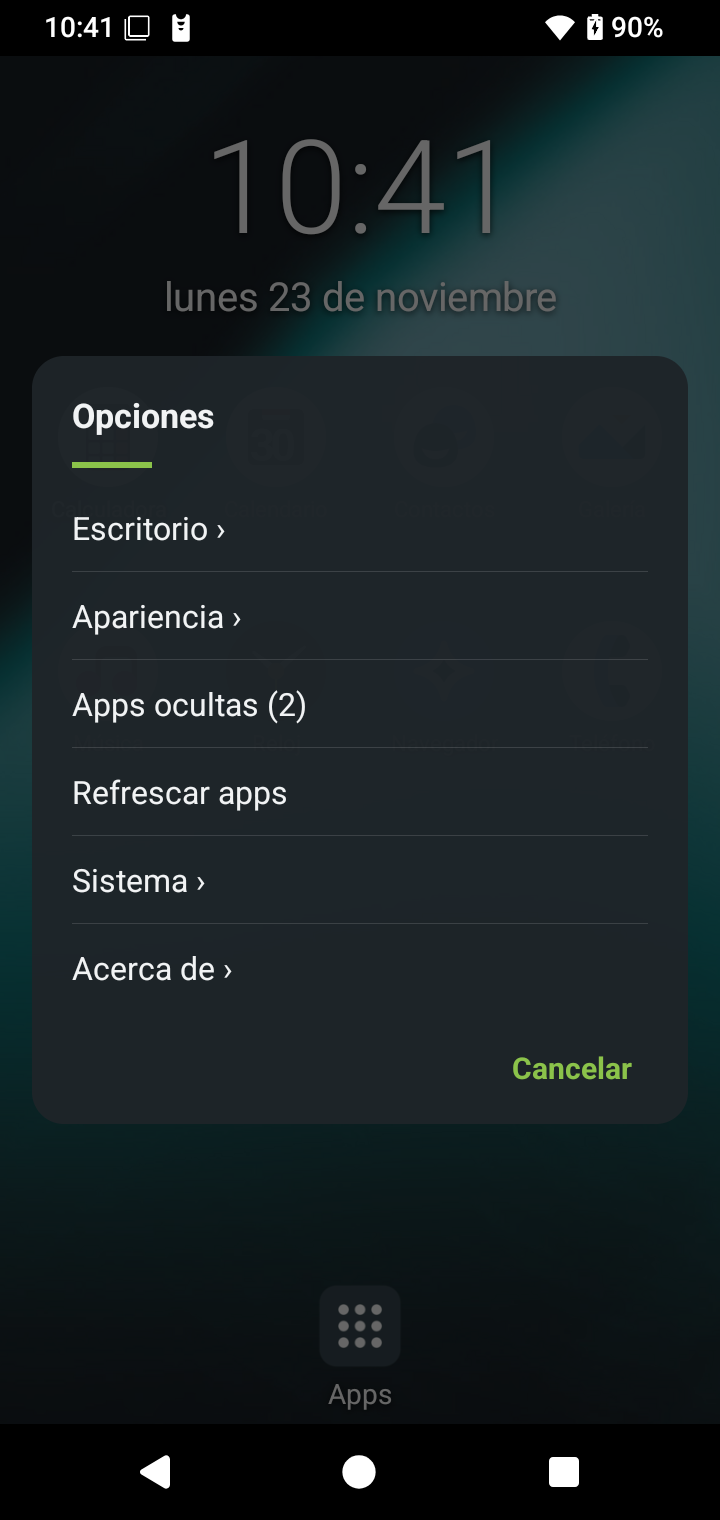 10:41 90%
10:41
lunes 23 de noviembre
Opciones
Escritorio ›
Apariencia ›
Apps ocultas (2)
Refrescar apps
Sistema ›
Acerca de ›
Cancelar
Apps